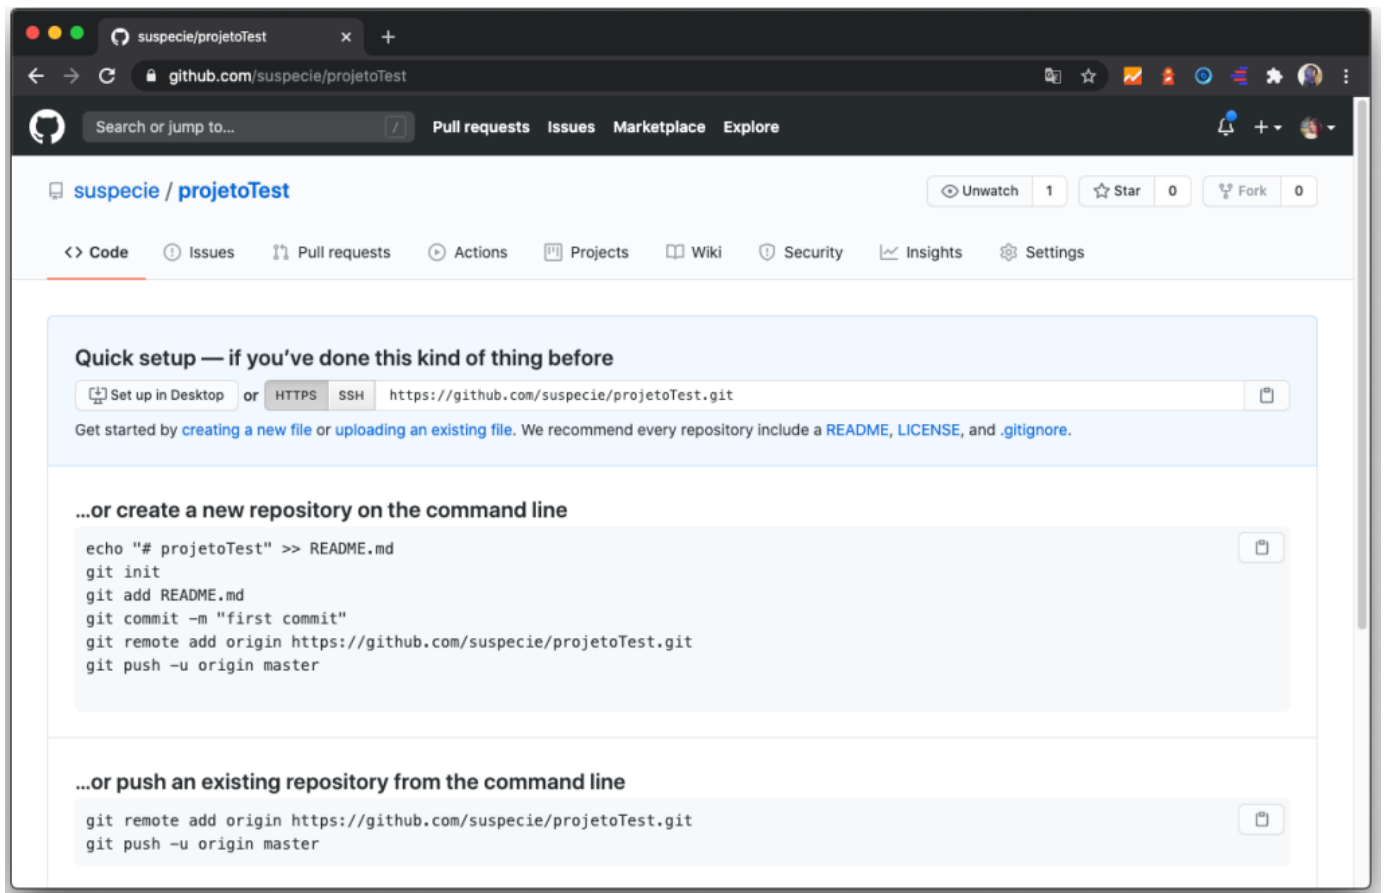 suspecie/projetoTest
github.com/suspecie/projetoTest
Search or jump to... / Pull requests Issues Marketplace Explore
suspecie / projetoTest
Unwatch 1 Star 0 Fork 0
<> Code Issues Pull requests Actions Projects Wiki Security Insights Settings
Quick setup — if you've done this kind of thing before
Set up in Desktop or HTTPS SSH https://github.com/suspecie/projetoTest.git
Get started by creating a new file or uploading an existing file. We recommend every repository include a README, LICENSE, and .gitignore.
...or create a new repository on the command line
echo "# projetoTest" >> README.md
git init
git add README.md
git commit -m "first commit"
git remote add origin https://github.com/suspecie/projetoTest.git
git push -u origin master
...or push an existing repository from the command line
git remote add origin https://github.com/suspecie/projetoTest.git
git push -u origin master